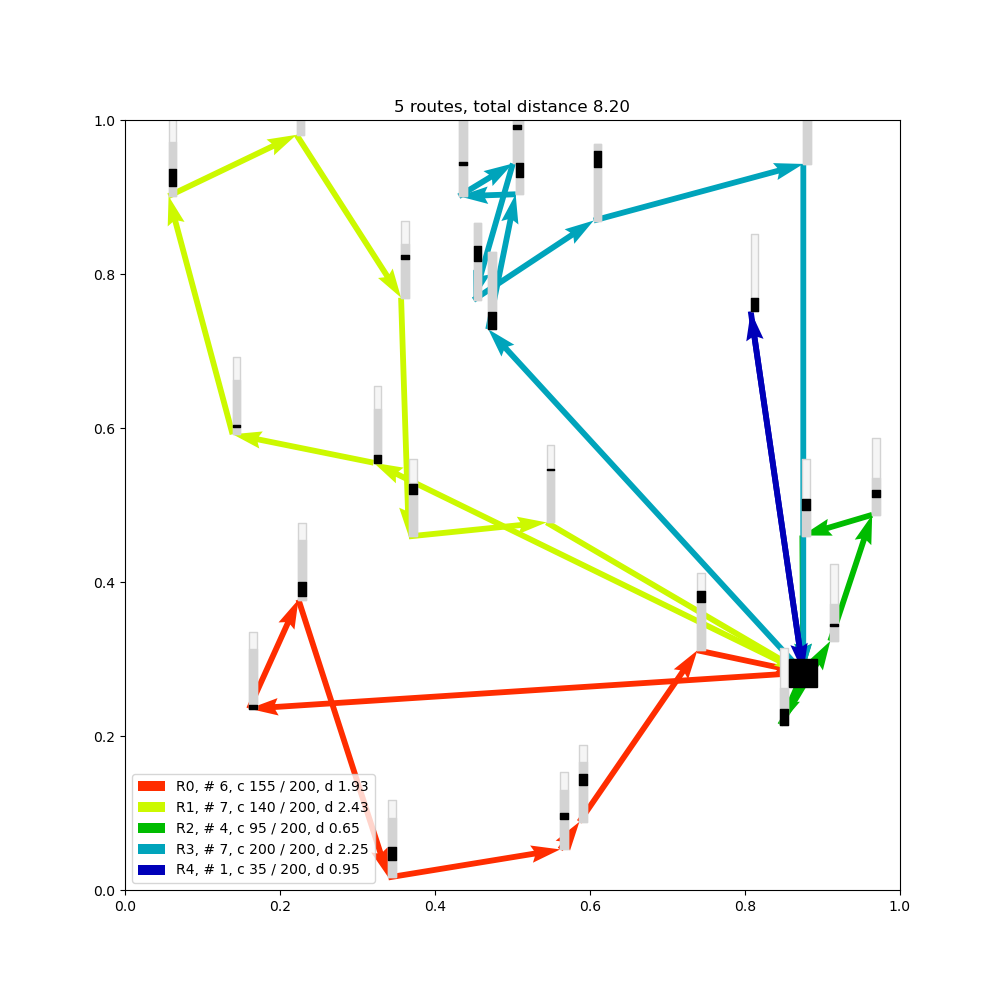 5 routes, total distance 8.20
1.0
0.8
0.6
0.4
0.2
0.0
R0, # 6, c 155 / 200, d 1.93
R1, # 7, c 140 / 200, d 2.43
R2, # 4, c 95 / 200, d 0.65
R3, # 7, c 200 / 200, d 2.25
R4, # 1, c 35 / 200, d 0.95
0.0 0.2 0.4 0.6 0.8 1.0